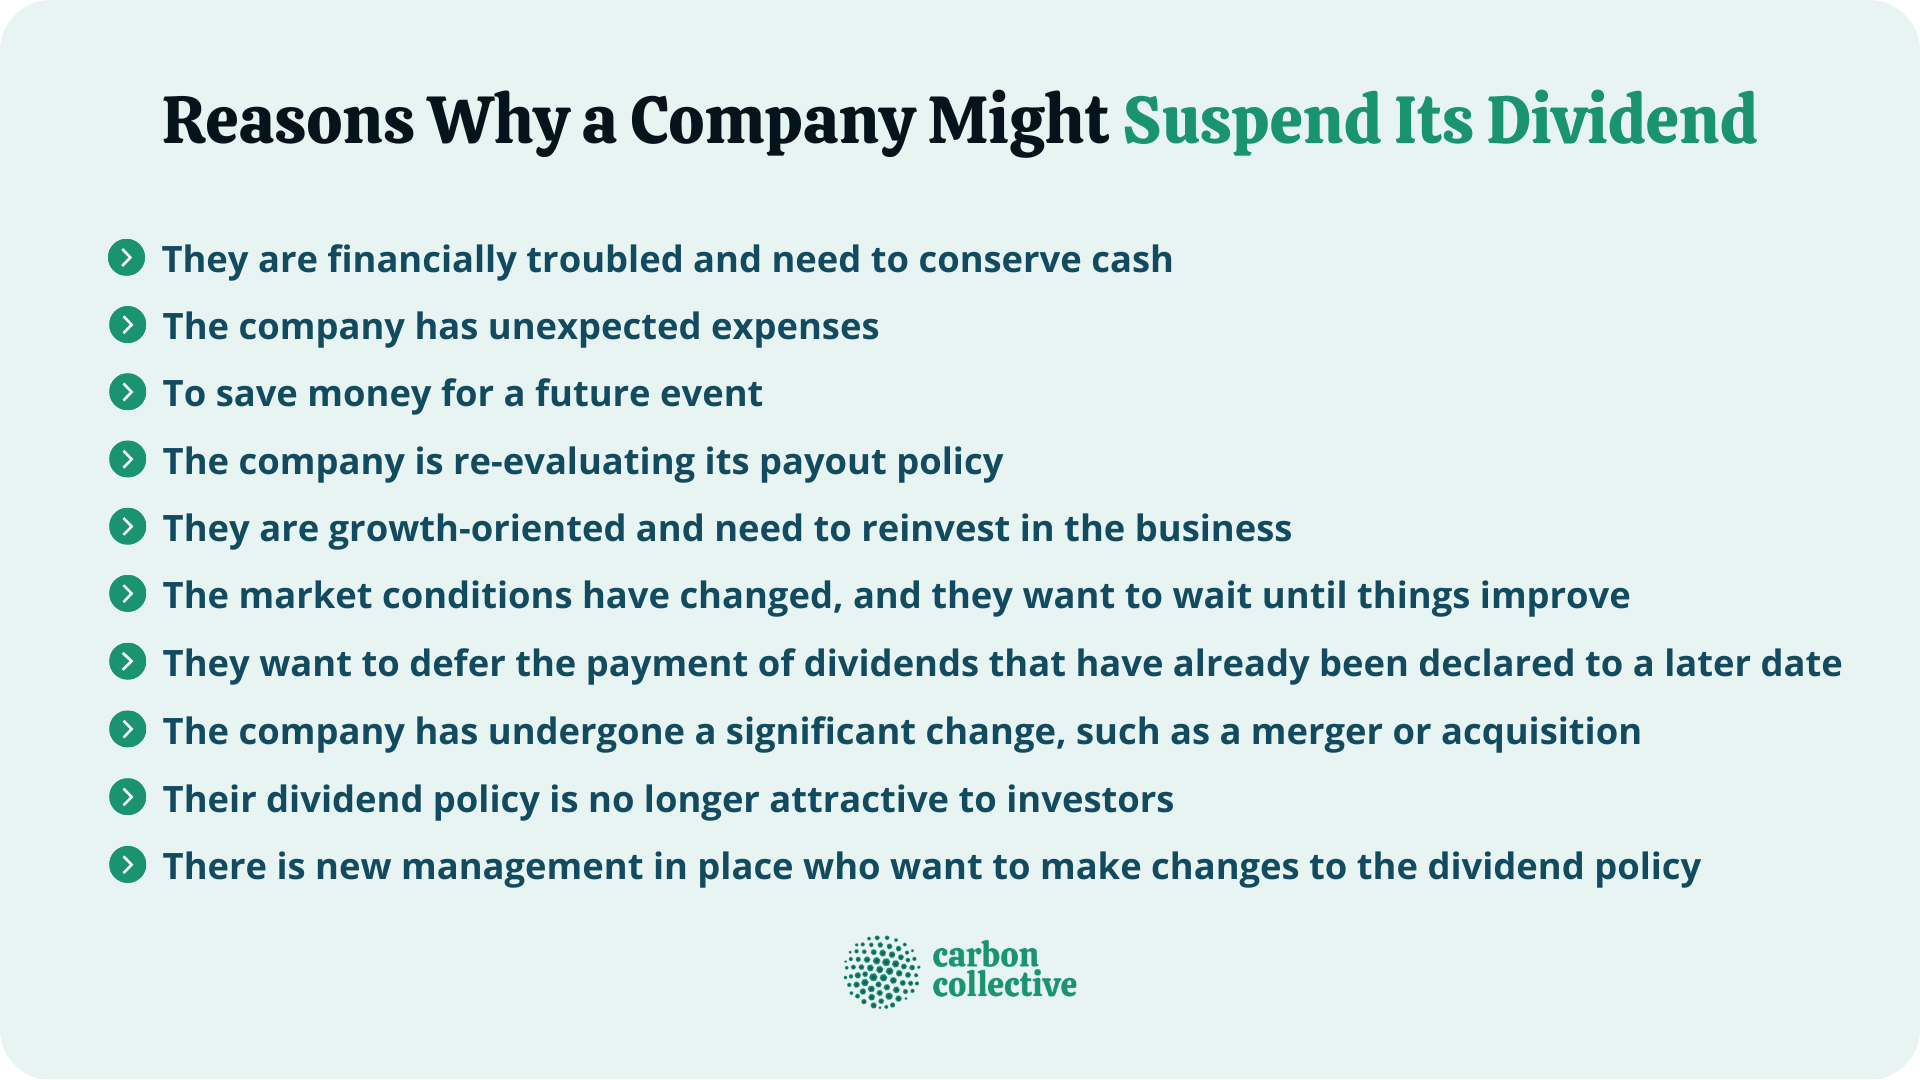 Reasons Why a Company Might Suspend Its Dividend
They are financially troubled and need to conserve cash
The company has unexpected expenses
To save money for a future event
The company is re-evaluating its payout policy
They are growth-oriented and need to reinvest in the business
The market conditions have changed, and they want to wait until things improve
They want to defer the payment of dividends that have already been declared to a later date
The company has undergone a significant change, such as a merger or acquisition
Their dividend policy is no longer attractive to investors
There is new management in place who want to make changes to the dividend policy
carbon
collective